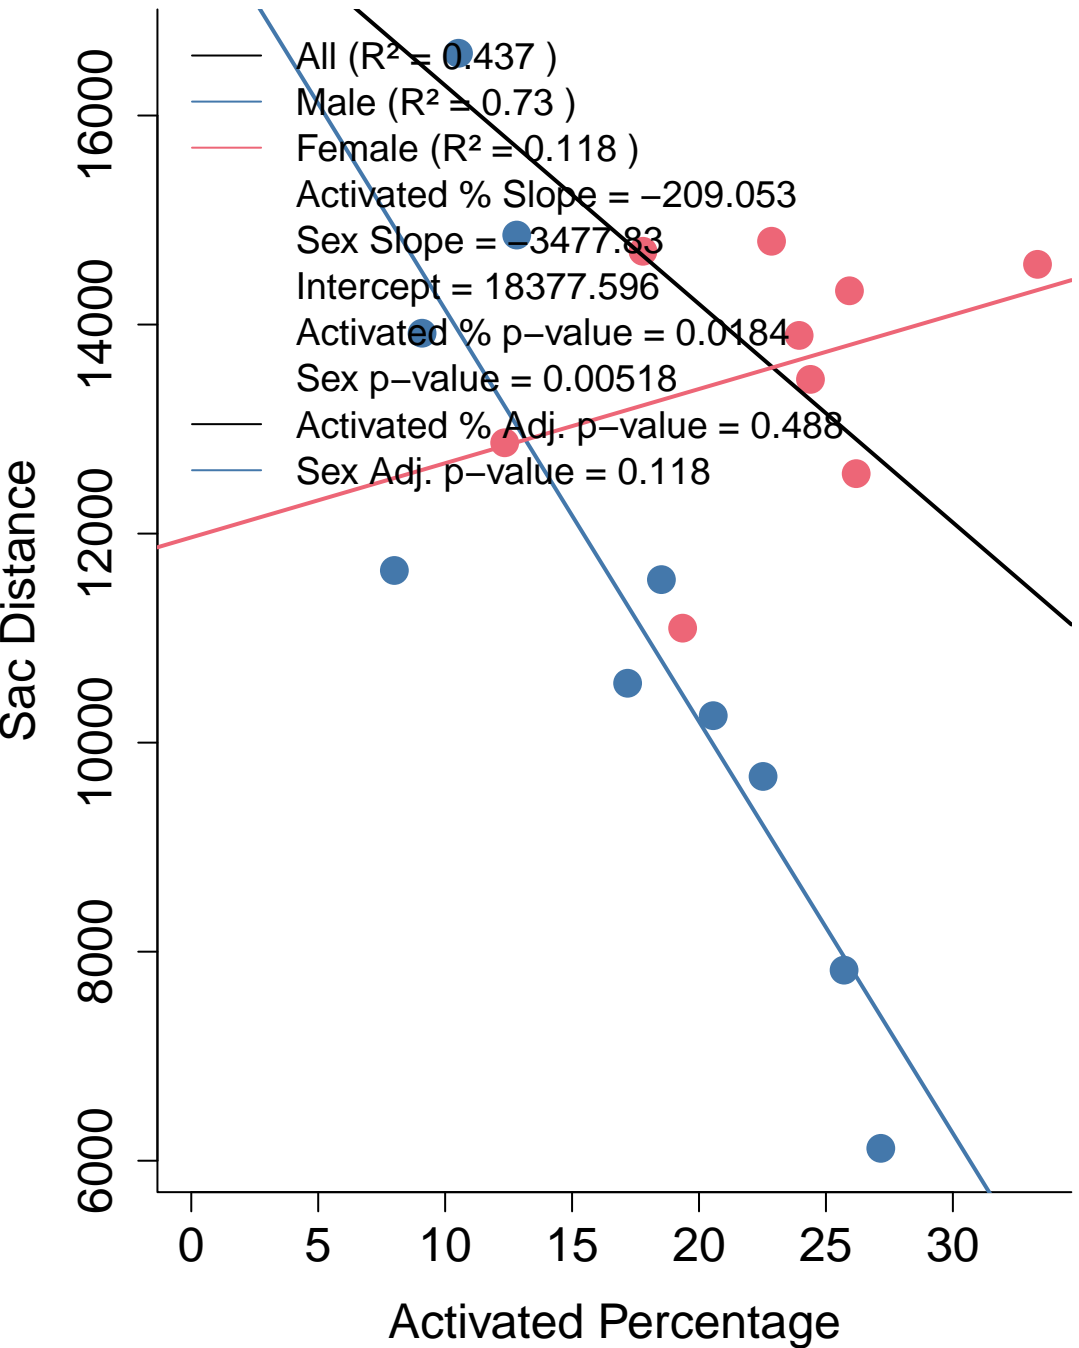 All (R² = 0.437 )
Male (R² = 0.73 )
Female (R² = 0.118 )
Activated % Slope = −209.053
Sex Slope = −3477.83
Intercept = 18377.596
Activated % p−value = 0.0184
Sex p−value = 0.00518
Activated % Adj. p−value = 0.488
Sex Adj. p−value = 0.118
16000
14000
12000
10000
8000
6000
Sac Distance
0 5 10 15 20 25 30
Activated Percentage